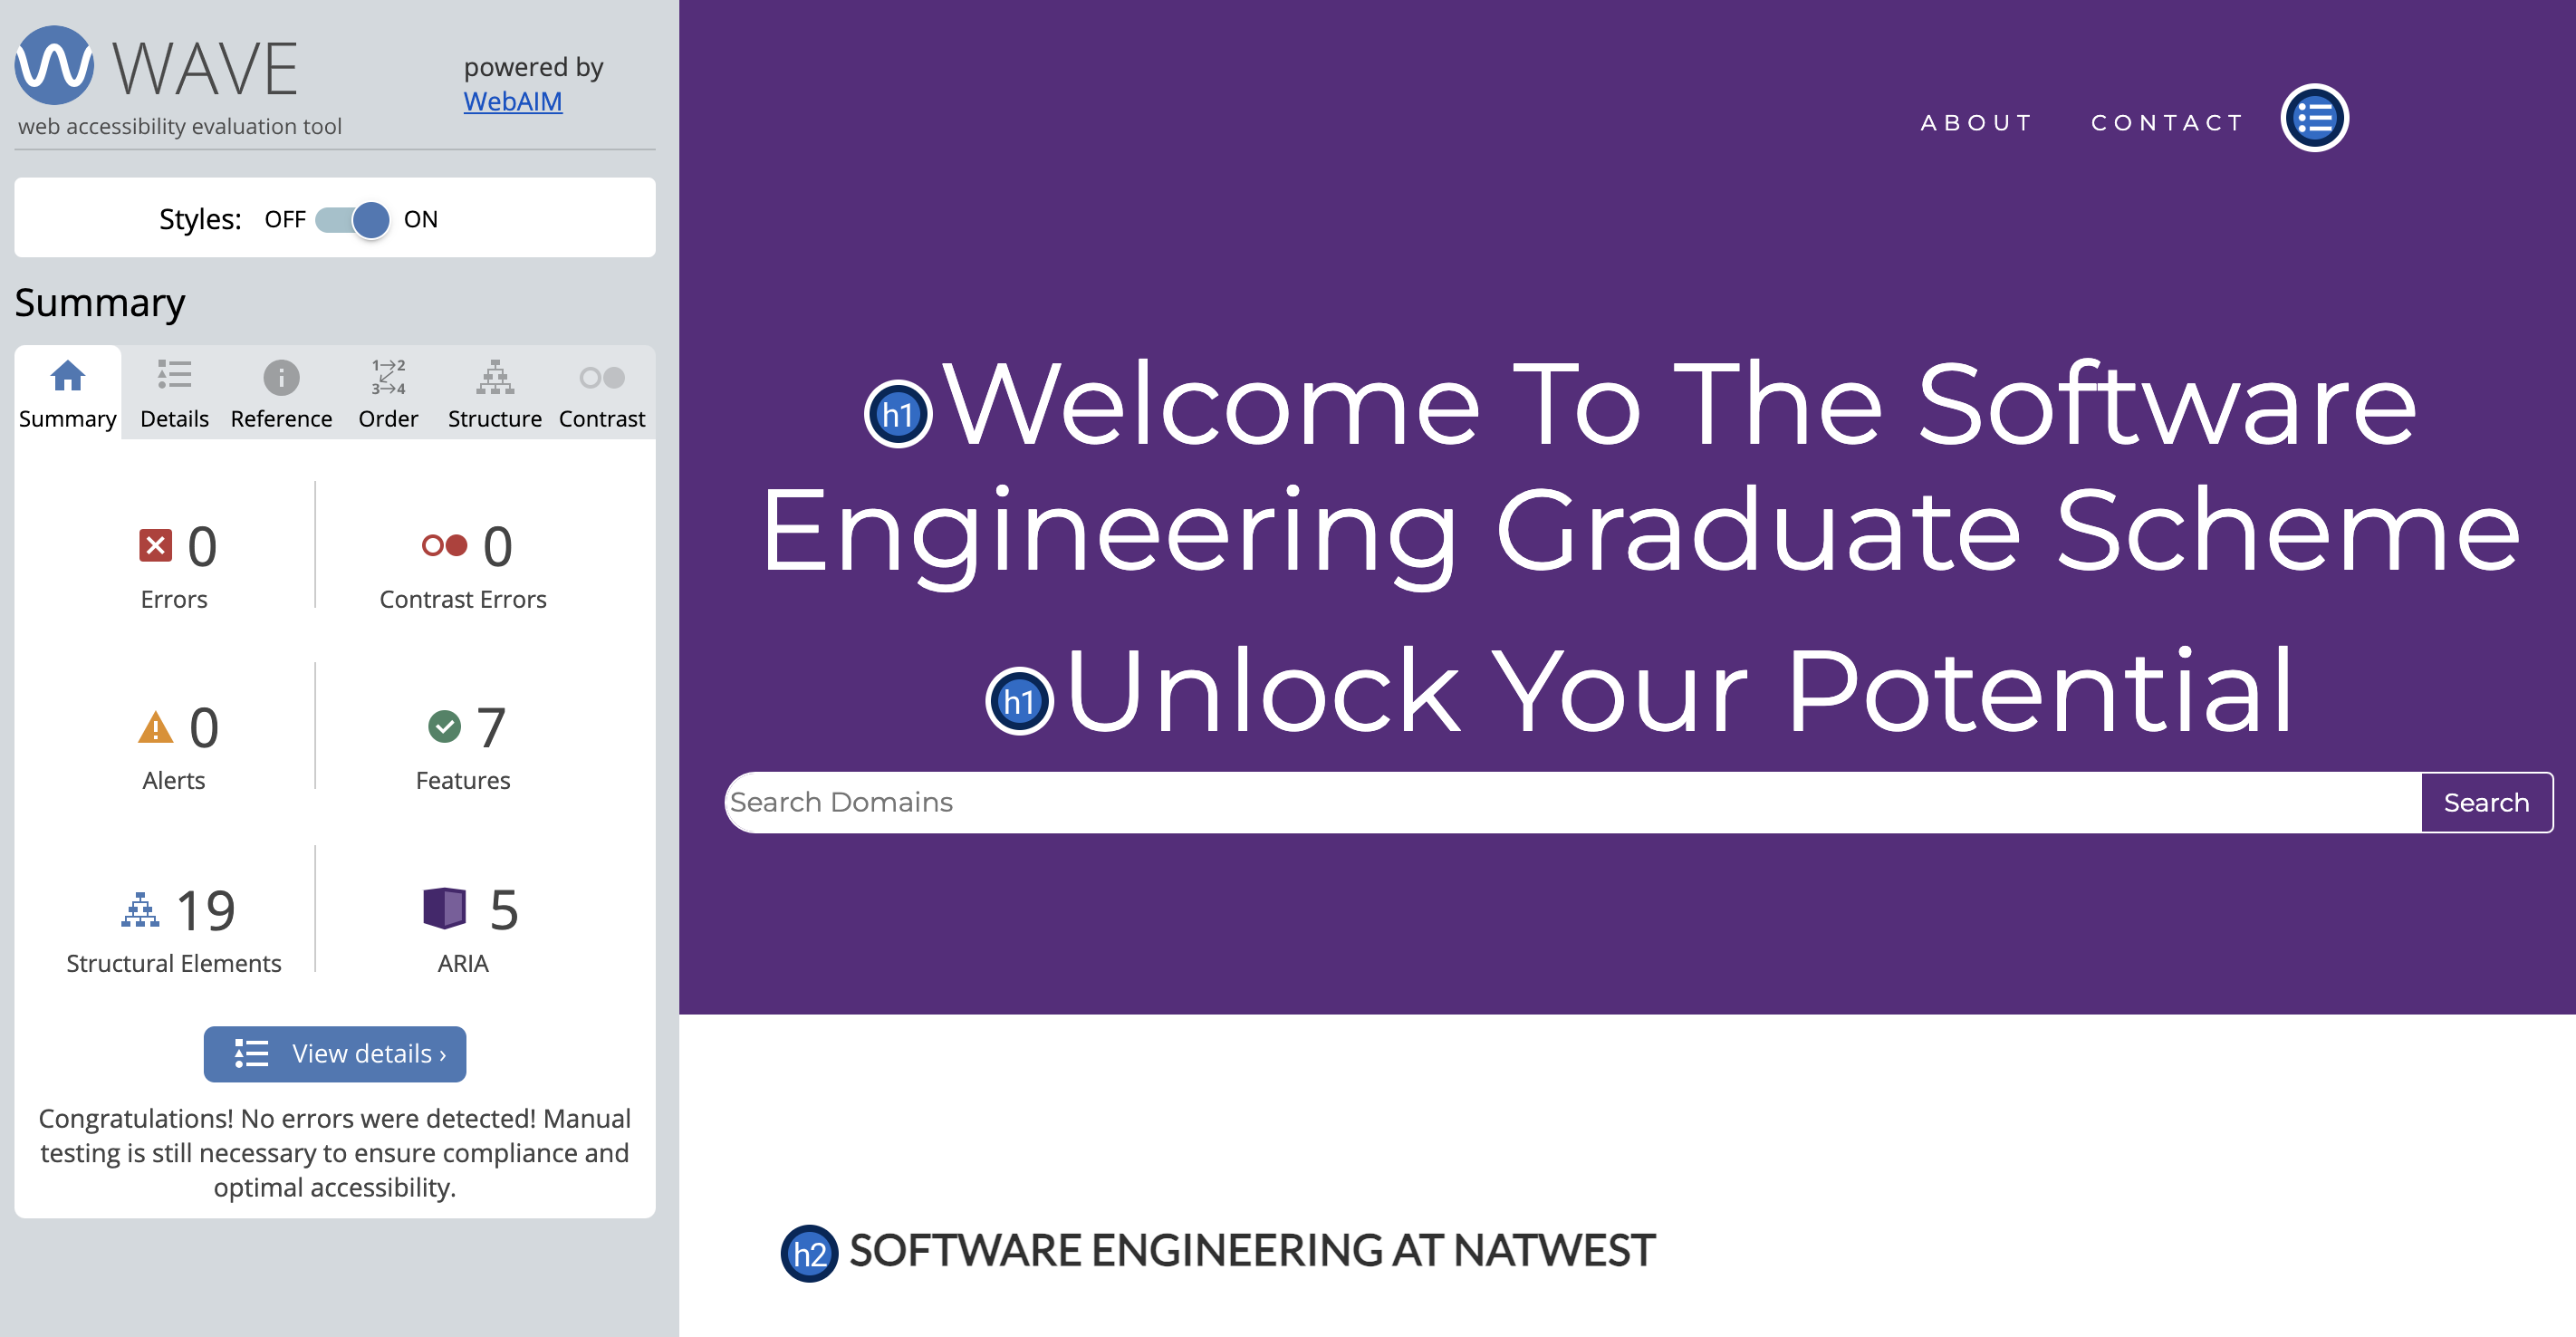 WAVE
powered by
WebAIM
web accessibility evaluation tool
Styles: OFF ON
Summary
1→2
3→4
Summary Details Reference Order Structure Contrast
0 0
Errors Contrast Errors
0 7
Alerts Features
19 5
Structural Elements ARIA
View details ›
Congratulations! No errors were detected! Manual
testing is still necessary to ensure compliance and
optimal accessibility.
ABOUT CONTACT
h1 Welcome To The Software
Engineering Graduate Scheme
h1 Unlock Your Potential
Search Domains Search
h2 SOFTWARE ENGINEERING AT NATWEST